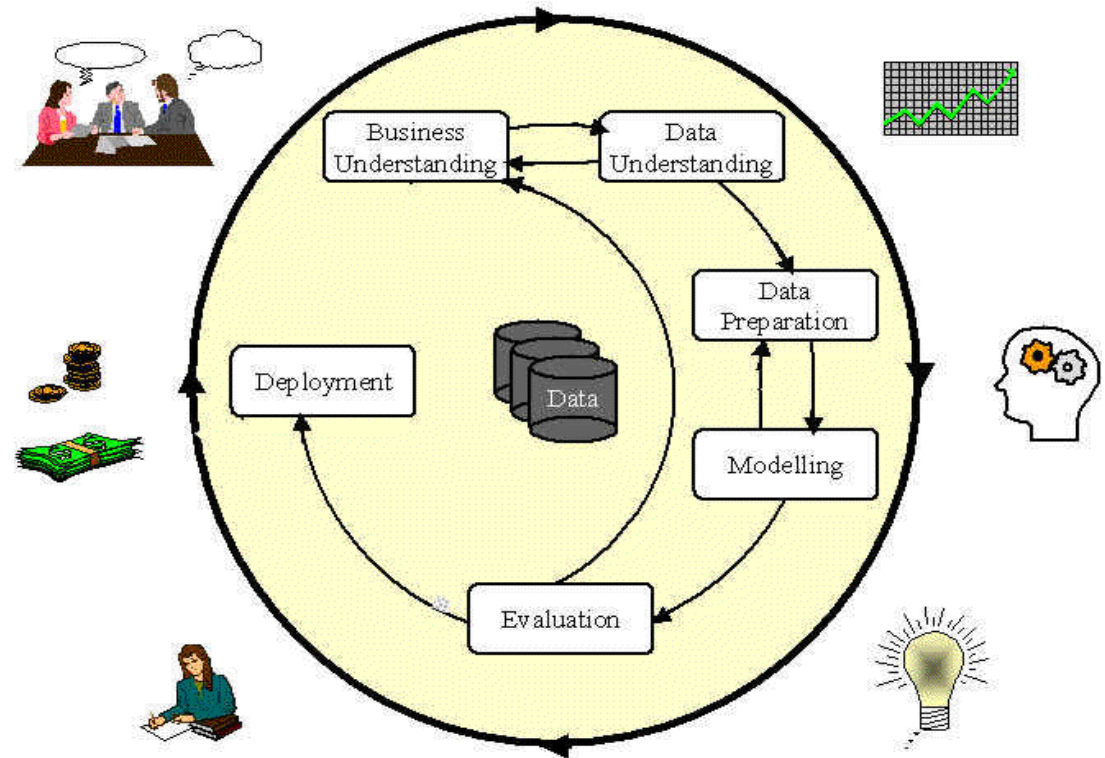 Business
Understanding
Data
Understanding
Data
Preparation
Deployment
Data
Modelling
Evaluation